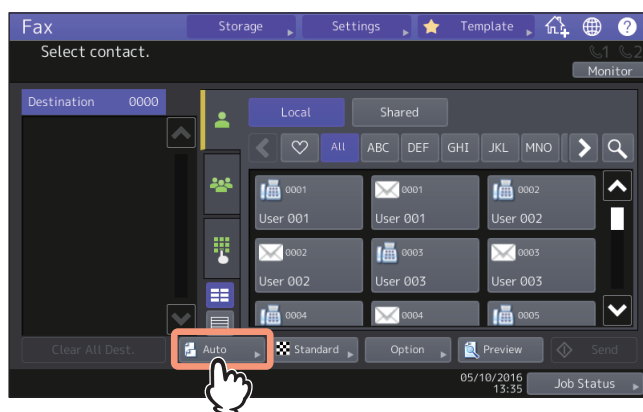 Fax Storage Settings Template ?
Select contact. 1 2
Monitor
Destination 0000
Local Shared
All ABC DEF GHI JKL MNO
0001 0001 0002
User 001 User 001 User 002
0002 0003 0003
User 002 User 003 User 003
0004 0004 0005
Clear All Dest. Auto Standard Option Preview Send
05/10/2016
13:35
Job Status